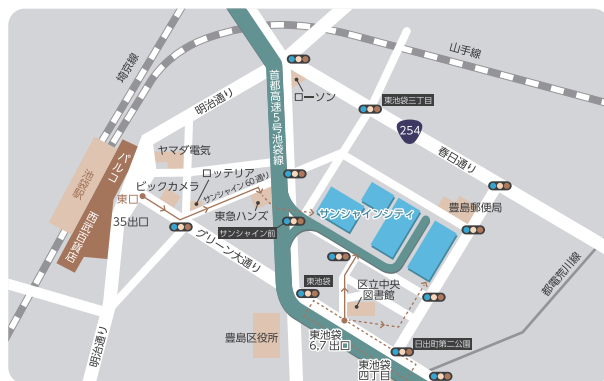 埼京線
山手線
明治通り
首都高速5号池袋線
ローソン
東池袋三丁目
254
春日通り
池袋駅
パルコ
西武百貨店
ヤマダ電気
ビックカメラ
ロッテリア
サンシャイン60通り
東口
35出口
東急ハンズ
サンシャイン前
サンシャインシティ
豊島郵便局
グリーン大通り
都電荒川線
東池袋
区立中央
図書館
豊島区役所
東池袋
6,7出口
日出町第二公園
東池袋
四丁目
明治通り